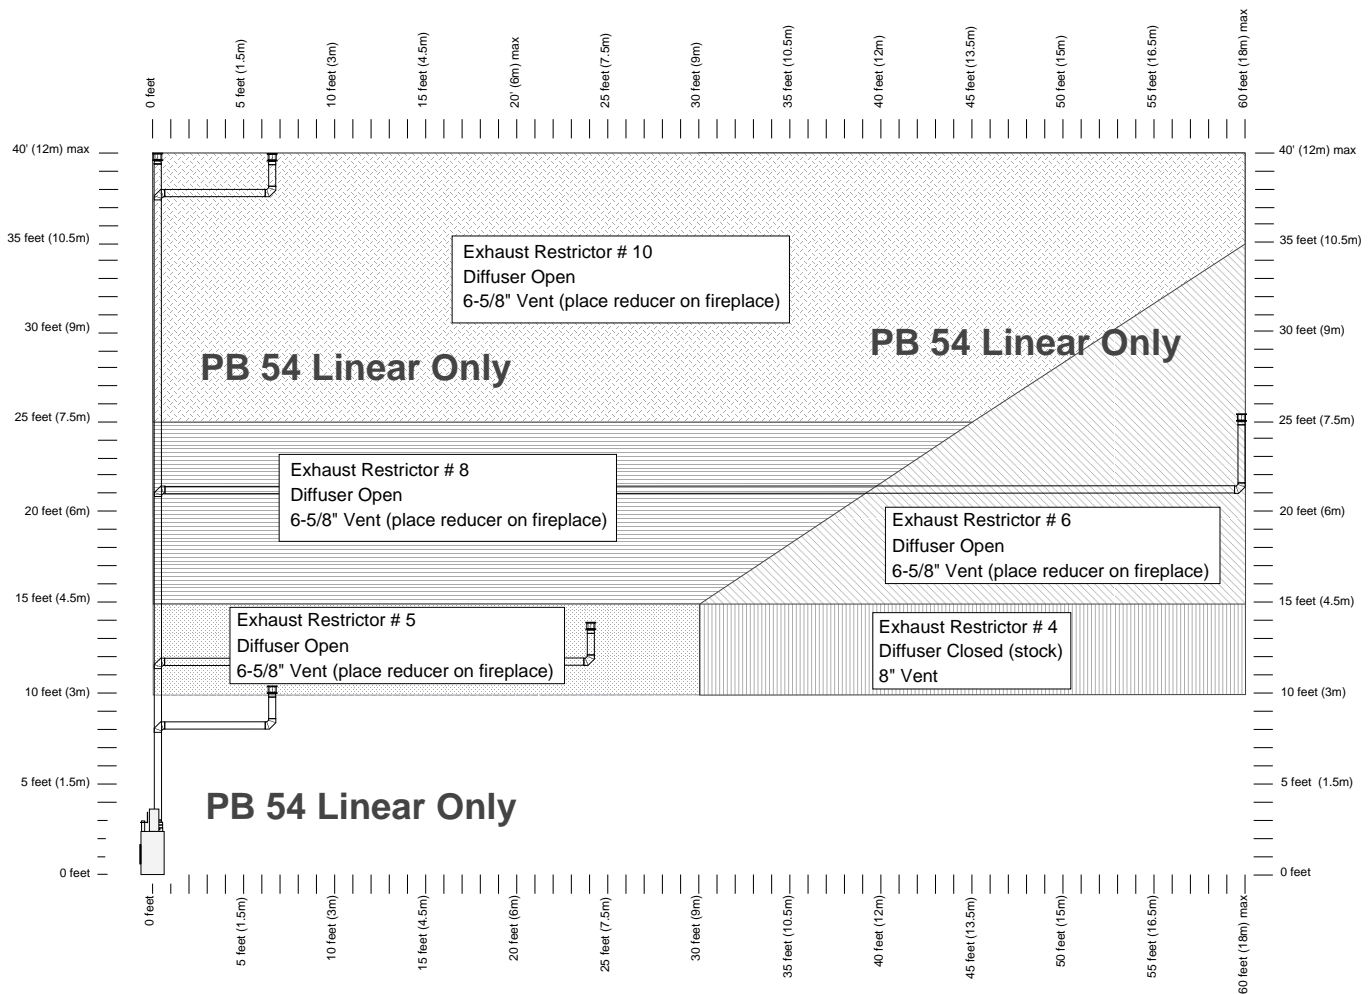 0 feet
5 feet (1.5m)
10 feet (3m)
15 feet (4.5m)
20' (6m) max
25 feet (7.5m)
30 feet (9m)
35 feet (10.5m)
40 feet (12m)
45 feet (13.5m)
50 feet (15m)
55 feet (16.5m)
60 feet (18m) max
40' (12m) max
35 feet (10.5m)
30 feet (9m)
25 feet (7.5m)
20 feet (6m)
15 feet (4.5m)
10 feet (3m)
5 feet (1.5m)
0 feet
Exhaust Restrictor # 10
Diffuser Open
6-5/8" Vent (place reducer on fireplace)
PB 54 Linear Only
PB 54 Linear Only
Exhaust Restrictor # 8
Diffuser Open
6-5/8" Vent (place reducer on fireplace)
Exhaust Restrictor # 6
Diffuser Open
6-5/8" Vent (place reducer on fireplace)
Exhaust Restrictor # 5
Diffuser Open
6-5/8" Vent (place reducer on fireplace)
Exhaust Restrictor # 4
Diffuser Closed (stock)
8" Vent
PB 54 Linear Only
40' (12m) max
35 feet (10.5m)
30 feet (9m)
25 feet (7.5m)
20 feet (6m)
15 feet (4.5m)
10 feet (3m)
5 feet (1.5m)
0 feet
0 feet
5 feet (1.5m)
10 feet (3m)
15 feet (4.5m)
20 feet (6m)
25 feet (7.5m)
30 feet (9m)
35 feet (10.5m)
40 feet (12m)
45 feet (13.5m)
50 feet (15m)
55 feet (16.5m)
60 feet (18m) max